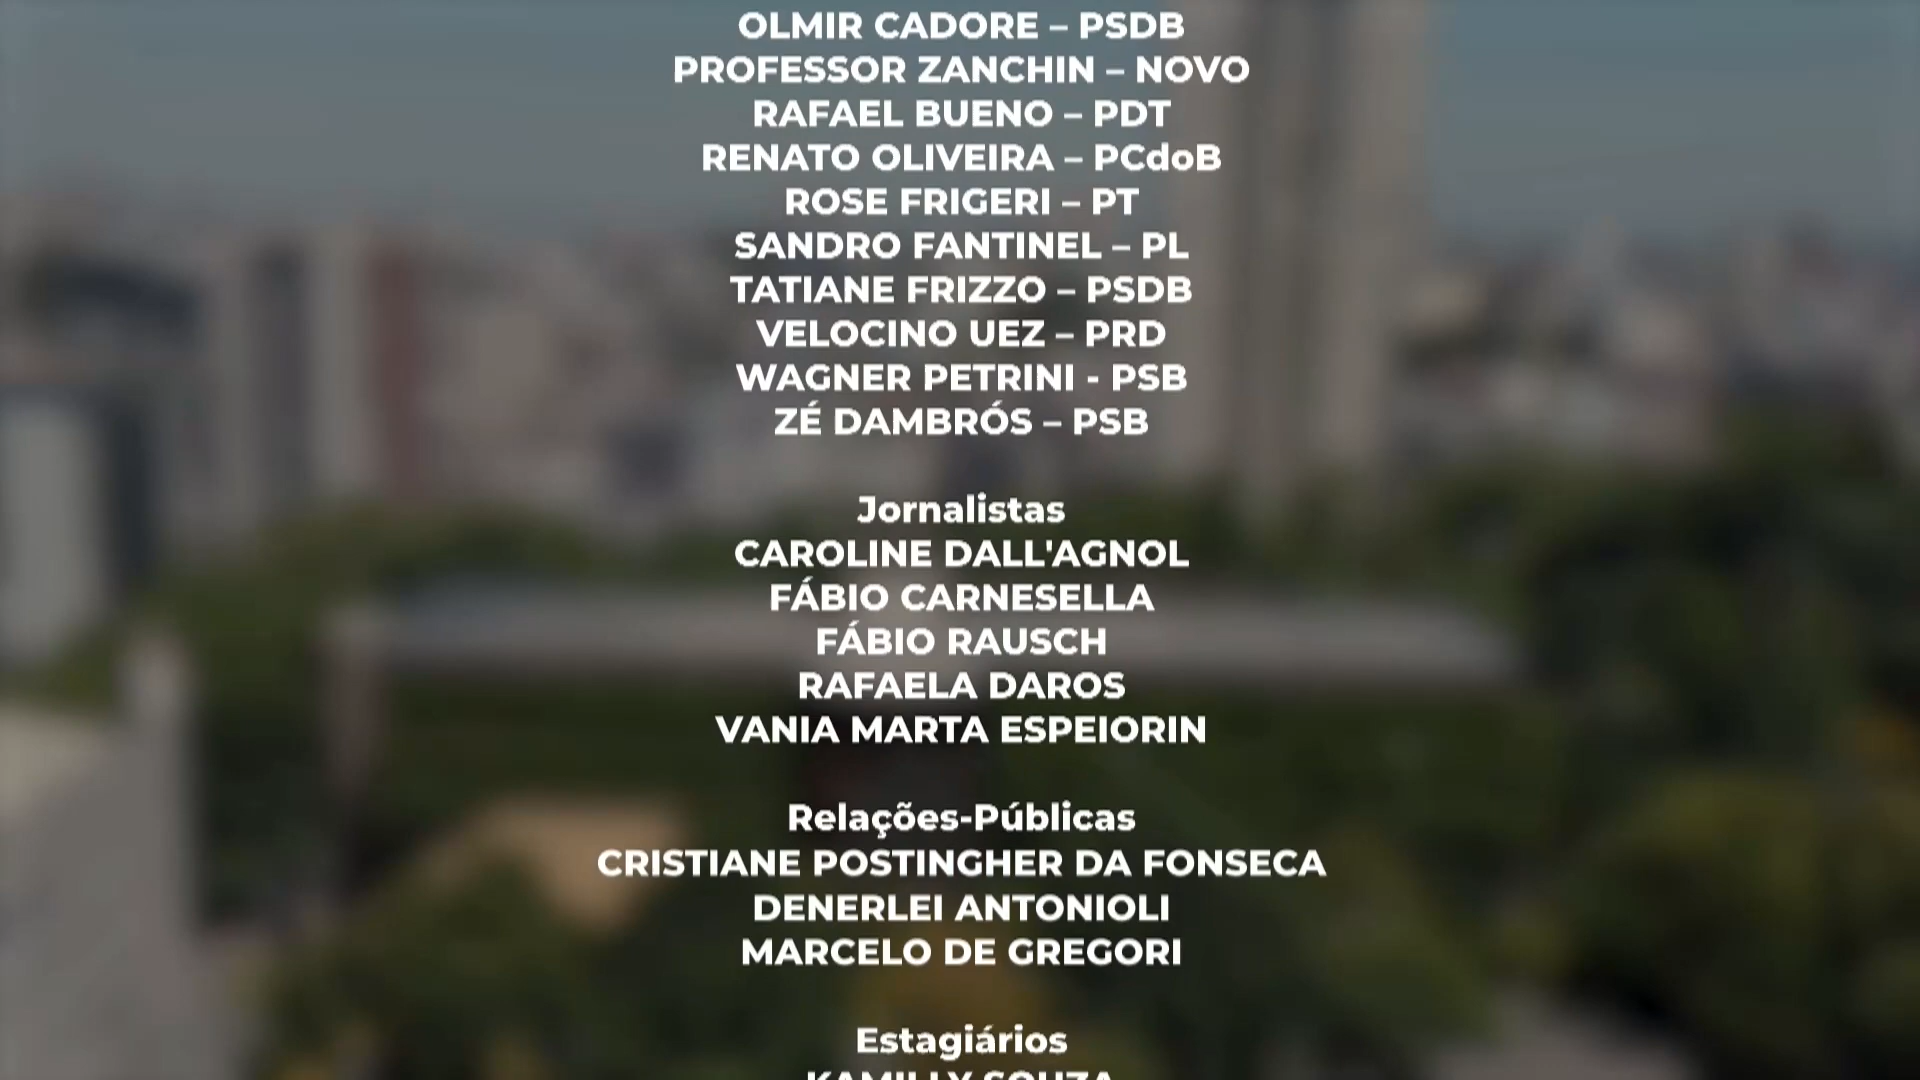 OLMIR CADORE – PSDB
PROFESSOR ZANCHIN – NOVO
RAFAEL BUENO – PDT
RENATO OLIVEIRA – PCdoB
ROSE FRIGERI – PT
SANDRO FANTINEL – PL
TATIANE FRIZZO – PSDB
VELOCINO UEZ – PRD
WAGNER PETRINI - PSB
ZÉ DAMBRÓS – PSB
Jornalistas
CAROLINE DALL'AGNOL
FÁBIO CARNESELLA
FÁBIO RAUSCH
RAFAELA DAROS
VANIA MARTA ESPEIORIN
Relações-Públicas
CRISTIANE POSTINGHER DA FONSECA
DENERLEI ANTONIOLI
MARCELO DE GREGORI
Estagiários
KAMILLY SOUZA